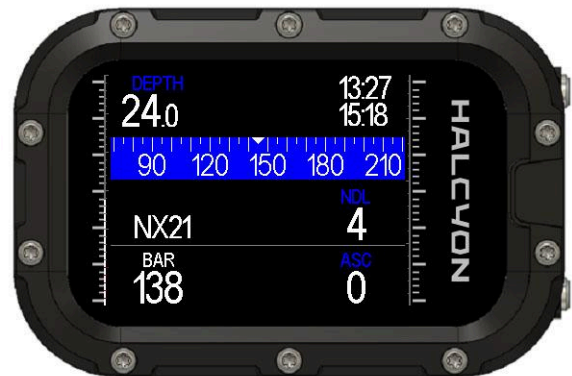 DEPTH
24.0
13:27
15:18
90 120 150 180 210
NDL
NX21
4
BAR
138
ASC
0
HALCYON